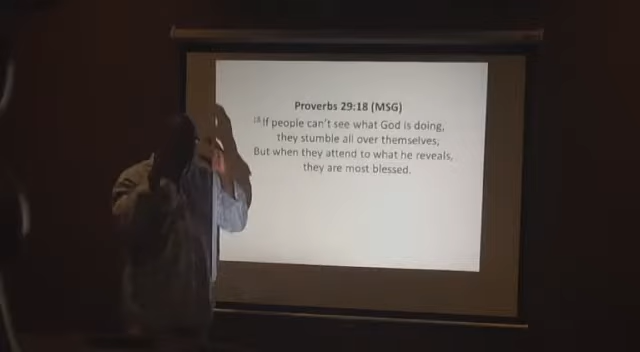 Proverbs 29:18 (MSG)
18 If people can't see what God is doing,
they stumble all over themselves;
But when they attend to what he reveals,
they are most blessed.